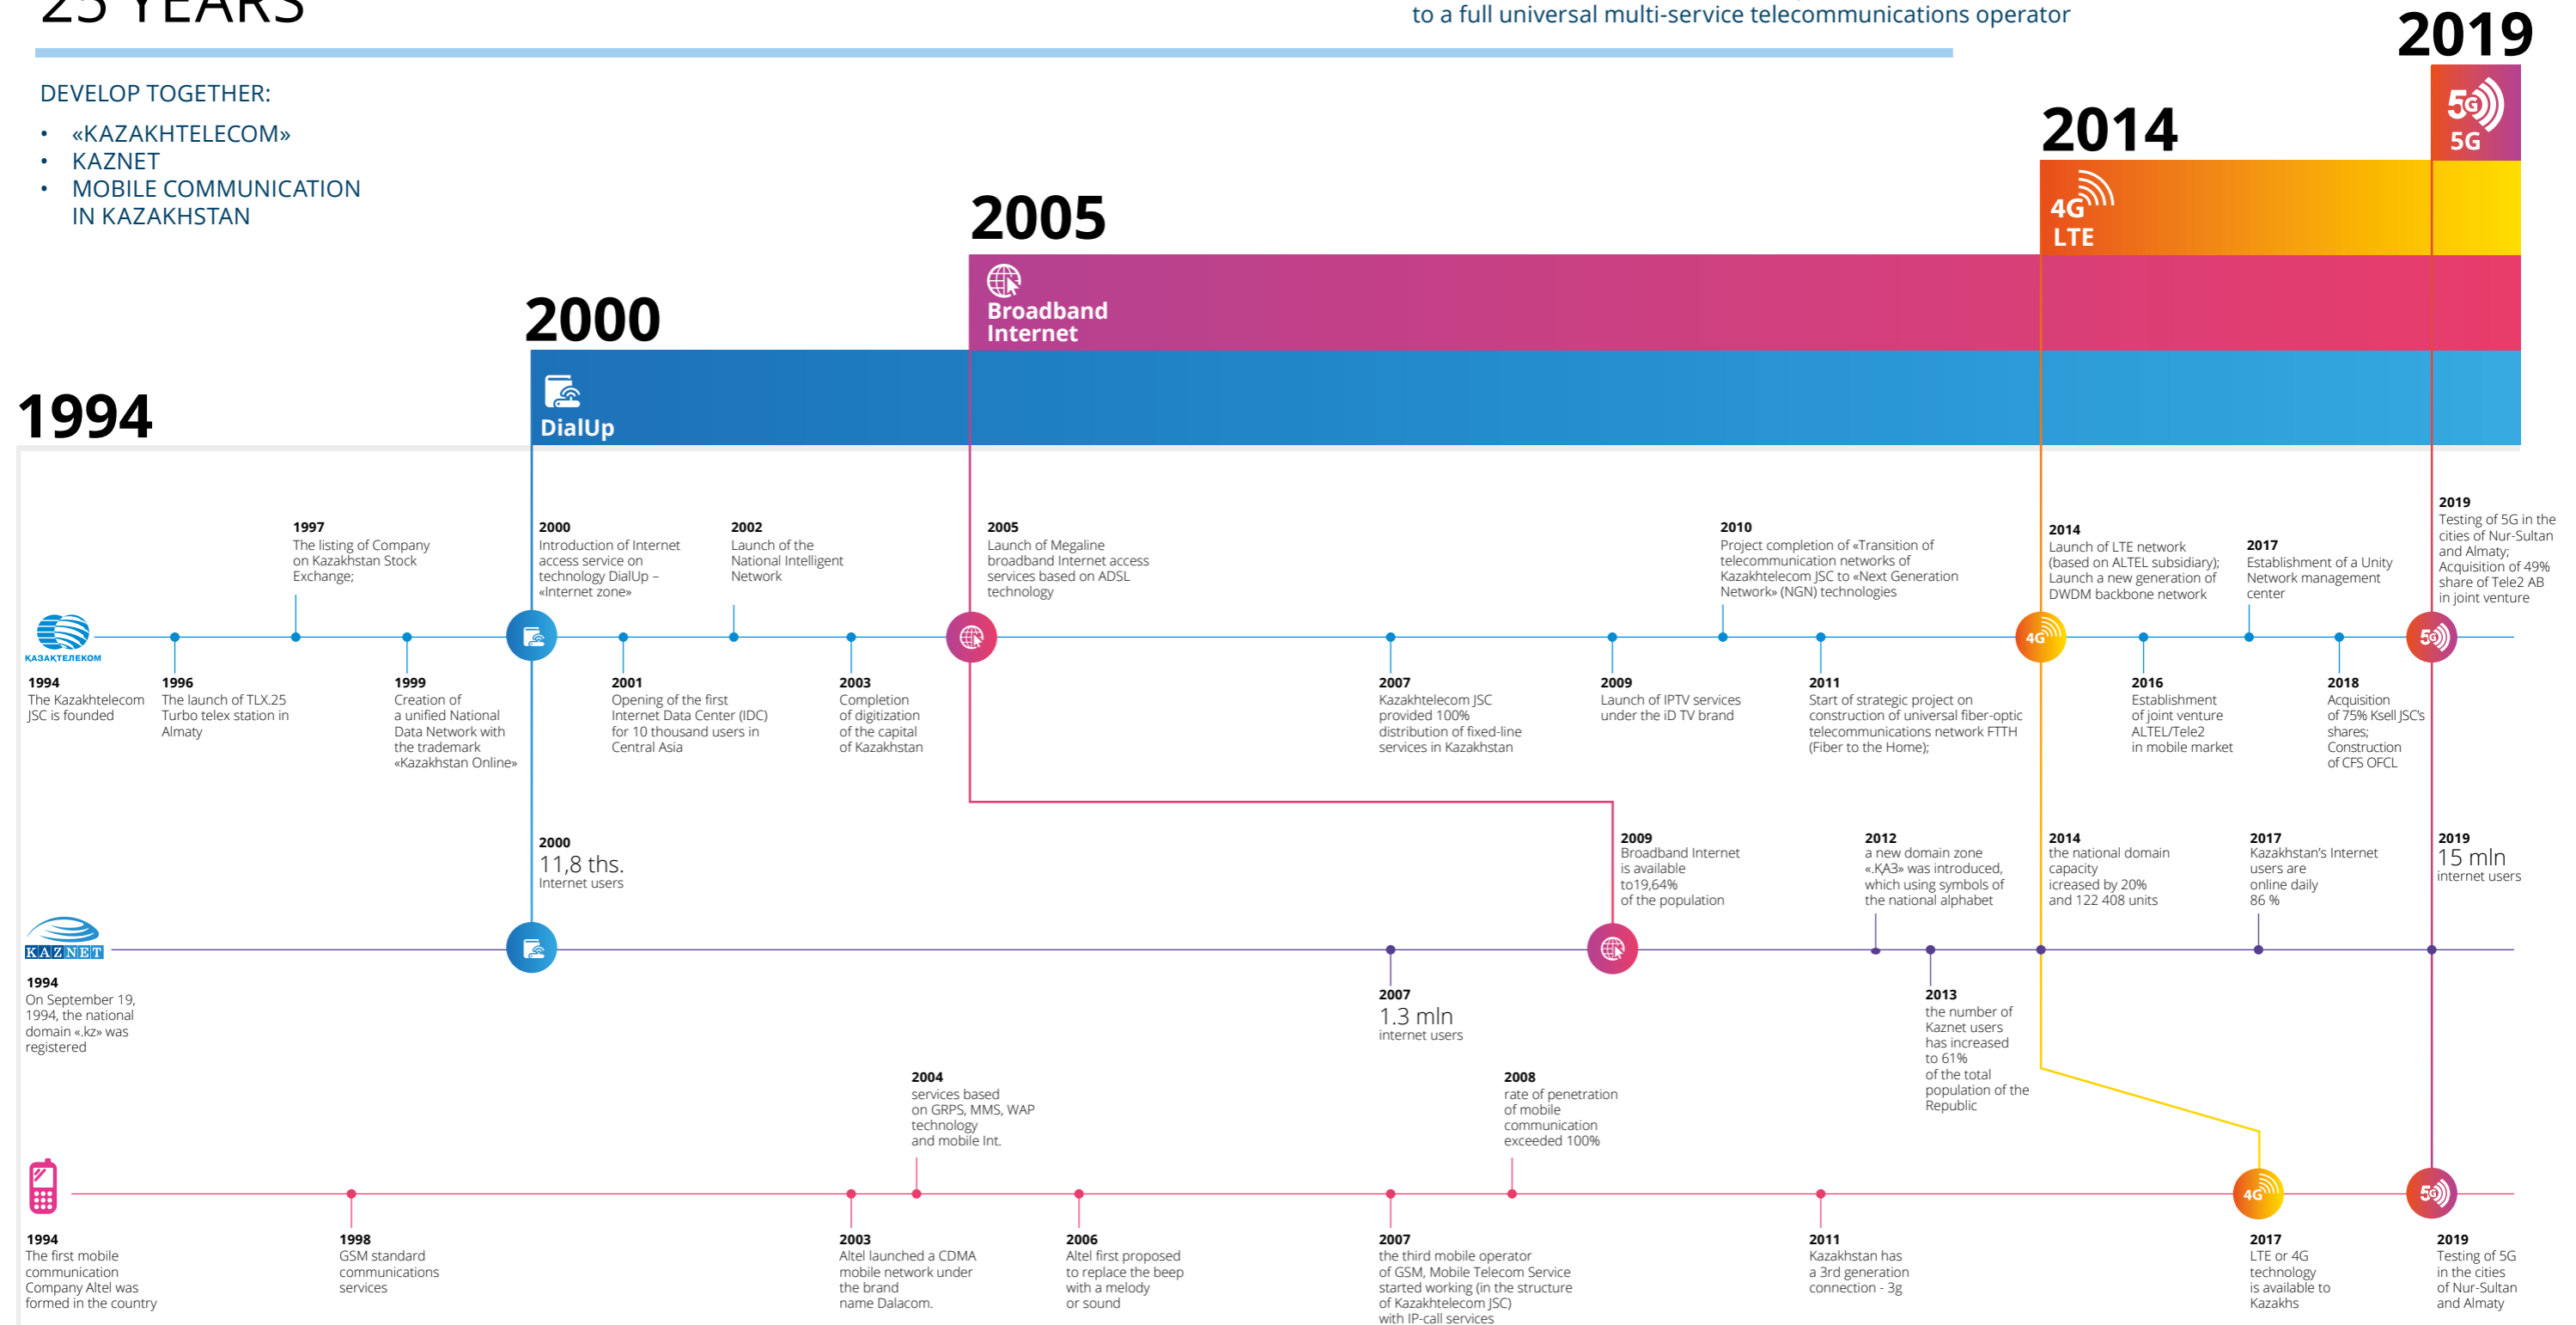 25 YEARS
to a full universal multi-service telecommunications operator
2019
DEVELOP TOGETHER:
• «KAZAKHTELECOM»
• KAZNET
• MOBILE COMMUNICATION
IN KAZAKHSTAN
5G
5G
2014
4G
LTE
2005
Broadband
Internet
2000
DialUp
1994
1997
The listing of Company
on Kazakhstan Stock
Exchange;
2000
Introduction of Internet
access service on
technology DialUp –
«Internet zone»
2002
Launch of the
National Intelligent
Network
2005
Launch of Megaline
broadband Internet access
services based on ADSL
technology
2010
Project completion of «Transition of
telecommunication networks of
Kazakhtelecom JSC to «Next Generation
Network» (NGN) technologies
2014
Launch of LTE network
(based on ALTEL subsidiary);
Launch a new generation of
DWDM backbone network
2017
Establishment of a Unity
Network management
center
2019
Testing of 5G in the
cities of Nur-Sultan
and Almaty;
Acquisition of 49%
share of Tele2 AB
in joint venture
ҚАЗАҚТЕЛЕКОМ
4G
5G
1994
The Kazakhtelecom
JSC is founded
1996
The launch of TLX.25
Turbo telex station in
Almaty
1999
Creation of
a unified National
Data Network with
the trademark
«Kazakhstan Online»
2001
Opening of the first
Internet Data Center (IDC)
for 10 thousand users in
Central Asia
2003
Completion
of digitization
of the capital
of Kazakhstan
2007
Kazakhtelecom JSC
provided 100%
distribution of fixed-line
services in Kazakhstan
2009
Launch of IPTV services
under the iD TV brand
2011
Start of strategic project on
construction of universal fiber-optic
telecommunications network FTTH
(Fiber to the Home);
2016
Establishment
of joint venture
ALTEL/Tele2
in mobile market
2018
Acquisition
of 75% Ksell JSC's
shares;
Construction
of CFS OFCL
2000
11,8 ths.
Internet users
2009
Broadband Internet
is available
to19,64%
of the population
2012
a new domain zone
«.ҚАЗ» was introduced,
which using symbols of
the national alphabet
2014
the national domain
capacity
icreased by 20%
and 122 408 units
2017
Kazakhstan's Internet
users are
online daily
86 %
2019
15 mln
internet users
KAZNET
1994
On September 19,
1994, the national
domain «.kz» was
registered
2007
1.3 mln
internet users
2013
the number of
Kaznet users
has increased
to 61%
of the total
population of the
Republic
2004
services based
on GRPS, MMS, WAP
technology
and mobile Int.
2008
rate of penetration
of mobile
communication
exceeded 100%
4G
5G
1994
The first mobile
communication
Company Altel was
formed in the country
1998
GSM standard
communications
services
2003
Altel launched a CDMA
mobile network under
the brand
name Dalacom.
2006
Altel first proposed
to replace the beep
with a melody
or sound
2007
the third mobile operator
of GSM, Mobile Telecom Service
started working (in the structure
of Kazakhtelecom JSC)
with IP-call services
2011
Kazakhstan has
a 3rd generation
connection - 3g
2017
LTE or 4G
technology
is available to
Kazakhs
2019
Testing of 5G
in the cities
of Nur-Sultan
and Almaty